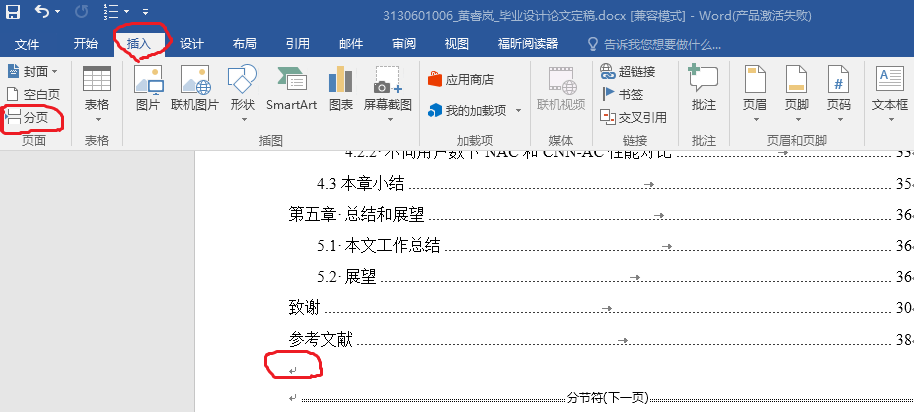 3130601006_黄睿岚_毕业设计论文定稿.docx [兼容模式] - Word(产品激活失败)
文件 开始 插入 设计 布局 引用 邮件 审阅 视图 福昕阅读器 告诉我您想要做什么...
封面 超链接
空白页 表格 图片 联机图片 形状 SmartArt 图表 屏幕截图 应用商店 我的加载项 联机视频 书签 批注 页眉 页脚 页码 文本框
分页 交叉引用
页面 表格 插图 加载项 媒体 链接 批注 页眉和页脚
4.2.2 不同用户数下 NAC 和 CNN-AC 性能对比
4.3 本章小结 35
第五章 总结和展望 36
5.1 本文工作总结 36
5.2 展望 36
致谢 30
参考文献 38
分节符(下一页)